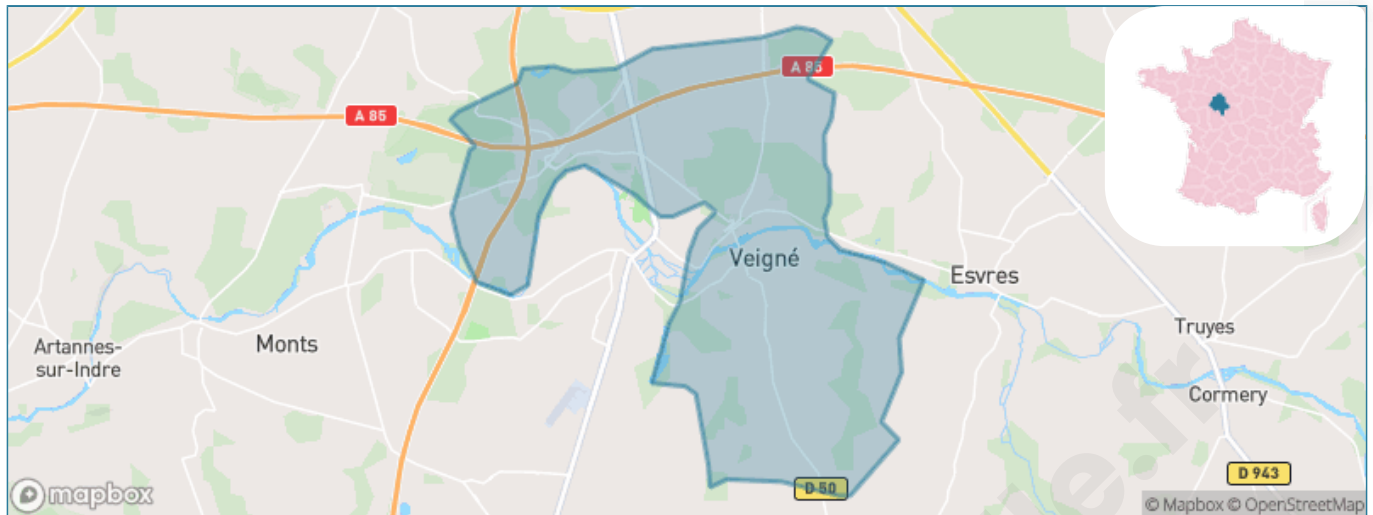 A 85
A 85
Veigné
Esvres
Monts
Artannes-
sur-Indre
Truyes
Cormery
D 943
D 50
mapbox
© Mapbox © OpenStreetMap